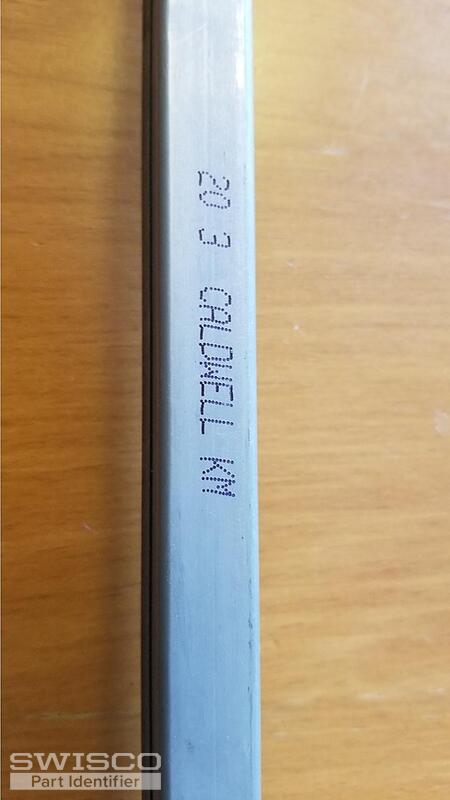 20 3 CALDWELL KM
SWISCO
Part Identifier